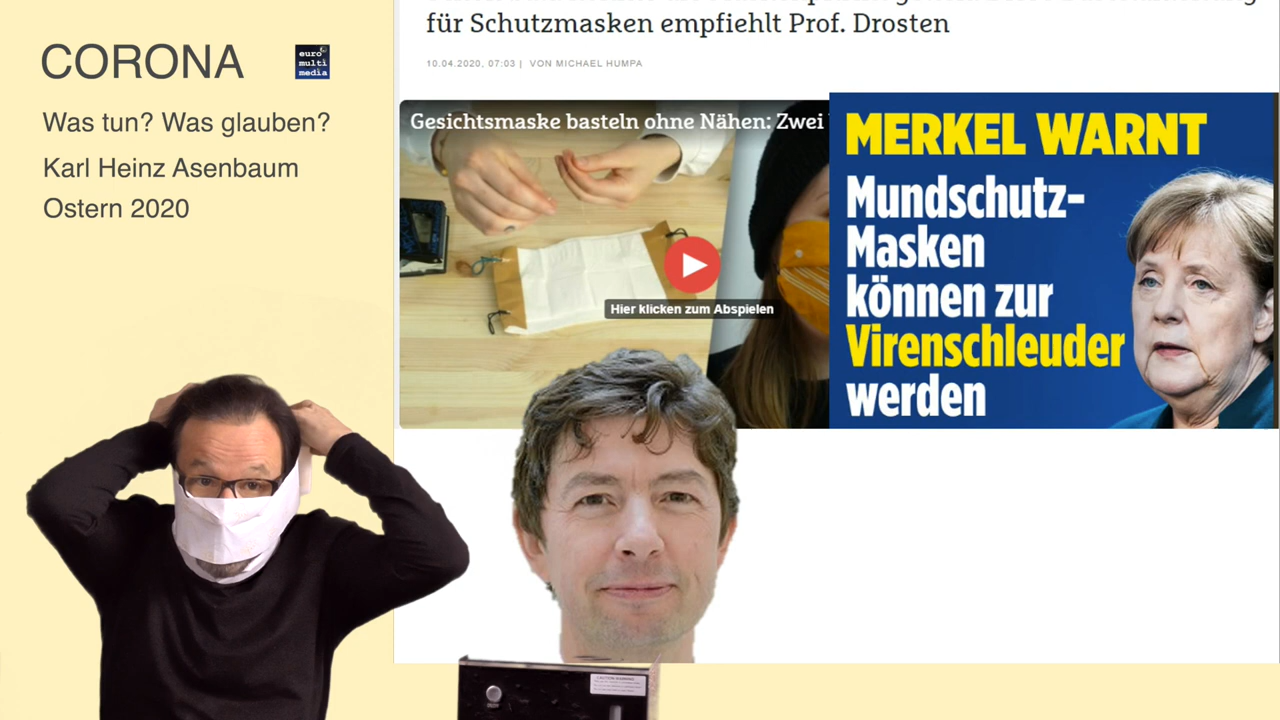 CORONA
euro
multi
media
Was tun? Was glauben?
Karl Heinz Asenbaum
Ostern 2020
für Schutzmasken empfiehlt Prof. Drosten
10.04.2020, 07:03 | VON MICHAEL HUMPA
Gesichtsmaske basteln ohne Nähen: Zwei
Hier klicken zum Abspielen
MERKEL WARNT
Mundschutz-
Masken
können zur
Virenschleuder
werden